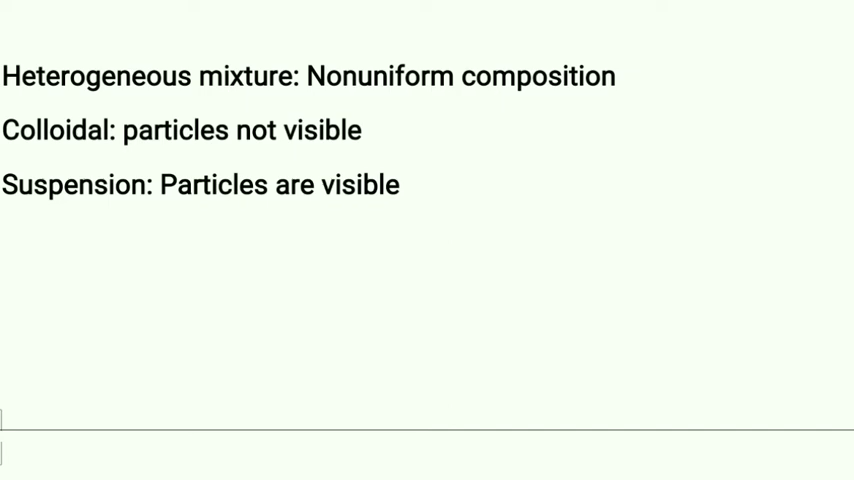 Heterogeneous mixture: Nonuniform composition
Colloidal: particles not visible
Suspension: Particles are visible